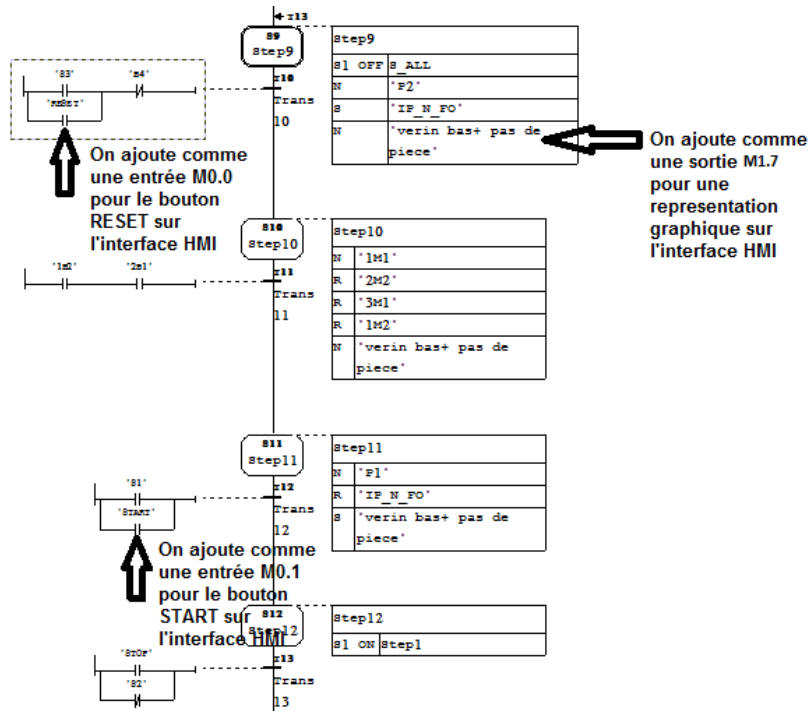 T13
S9
Step9
Step9
S1 OFF S_ALL
N "P2"
S "IP_N_FO"
N "verin bas+ pas de
piece"
"S3" "B4"
"RESET"
T10
Trans
10
On ajoute comme
une entrée M0.0
pour le bouton
RESET sur
l'interface HMI
On ajoute comme
une sortie M1.7
pour une
representation
graphique sur
l'interface HMI
S10
Step10
Step10
N "1M1"
R "2M2"
R "3M1"
R "1M2"
N "verin bas+ pas de
piece"
"1B2" "2B1"
T11
Trans
11
S11
Step11
Step11
N "P1"
R "IP_N_FO"
S "verin bas+ pas de
piece"
"S1"
"START"
T12
Trans
12
On ajoute comme
une entrée M0.1
pour le bouton
START sur
l'interface HMI
S12
Step12
Step12
S1 ON Step1
"STOP"
"S2"
T13
Trans
13